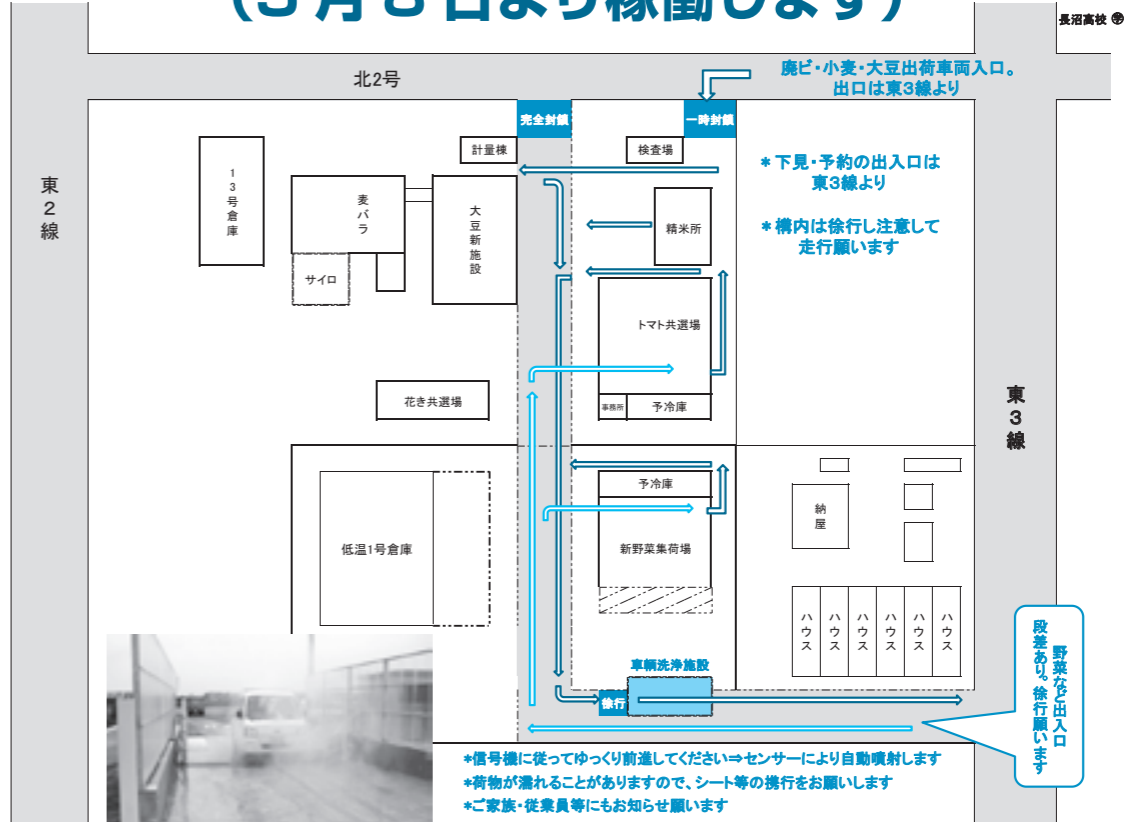 (3月8日より稼働します)
長沼高校 文
北2号
廃ビ・小麦・大豆出荷車両入口。
出口は東3線より
完全封鎖
一時封鎖
計量棟
検査場
13号倉庫
東2線
麦バラ
大豆新施設
サイロ
精米所
*下見・予約の出入口は
東3線より
*構内は徐行し注意して
走行願います
トマト共選場
花き共選場
事務所
予冷庫
東3線
予冷庫
納屋
低温1号倉庫
新野菜集荷場
ハウス
ハウス
ハウス
ハウス
ハウス
ハウス
野菜など出入口
段差あり。徐行願います
車輌洗浄施設
徐行
*信号機に従ってゆっくり前進してください⇒センサーにより自動噴射します
*荷物が濡れることがありますので、シート等の携行をお願いします
*ご家族・従業員等にもお知らせ願います